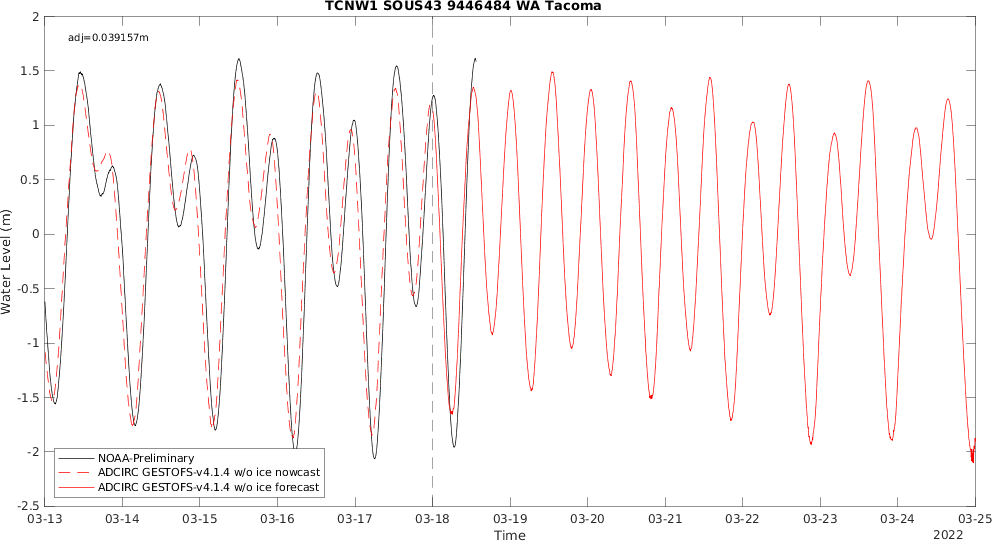 TCNW1 SOUS43 9446484 WA Tacoma
adj=0.039157m
Water Level (m)
2
1.5
1
0.5
0
-0.5
-1
-1.5
-2
-2.5
NOAA-Preliminary
ADCIRC GESTOFS-v4.1.4 w/o ice nowcast
ADCIRC GESTOFS-v4.1.4 w/o ice forecast
03-13 03-14 03-15 03-16 03-17 03-18 03-19 03-20 03-21 03-22 03-23 03-24 03-25
Time
2022